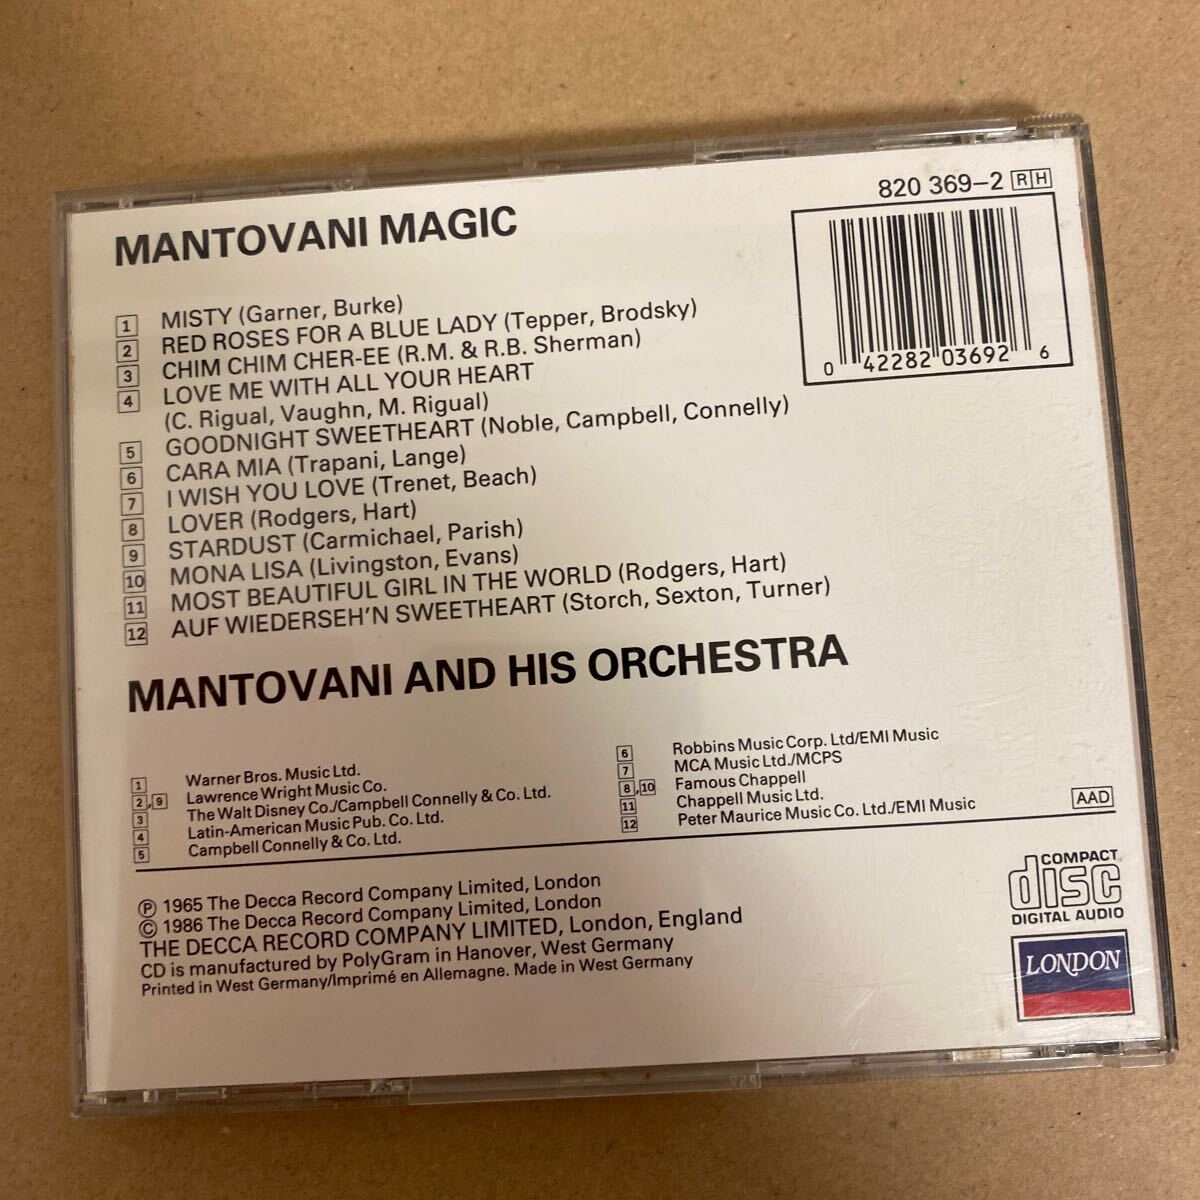 820 369-2 RH
MANTOVANI MAGIC
1 MISTY (Garner, Burke)
2 RED ROSES FOR A BLUE LADY (Tepper, Brodsky)
3 CHIM CHIM CHER-EE (R.M. & R.B. Sherman)
4 LOVE ME WITH ALL YOUR HEART
(C. Rigual, Vaughn, M. Rigual)
5 GOODNIGHT SWEETHEART (Noble, Campbell, Connelly)
6 CARA MIA (Trapani, Lange)
7 I WISH YOU LOVE (Trenet, Beach)
8 LOVER (Rodgers, Hart)
9 STARDUST (Carmichael, Parish)
10 MONA LISA (Livingston, Evans)
11 MOST BEAUTIFUL GIRL IN THE WORLD (Rodgers, Hart)
12 AUF WIEDERSEH'N SWEETHEART (Storch, Sexton, Turner)
0 42282 03692 6
MANTOVANI AND HIS ORCHESTRA
1 Warner Bros. Music Ltd.
2,9 Lawrence Wright Music Co.
3 The Walt Disney Co./Campbell Connelly & Co. Ltd.
4 Latin-American Music Pub. Co. Ltd.
5 Campbell Connelly & Co. Ltd.
6 Robbins Music Corp. Ltd/EMI Music
7 MCA Music Ltd./MCPS
8,10 Famous Chappell
11 Chappell Music Ltd.
12 Peter Maurice Music Co. Ltd./EMI Music
AAD
℗ 1965 The Decca Record Company Limited, London
© 1986 The Decca Record Company Limited, London
THE DECCA RECORD COMPANY LIMITED, London, England
CD is manufactured by PolyGram in Hanover, West Germany
Printed in West Germany/Imprimé en Allemagne. Made in West Germany
COMPACT
disc
DIGITAL AUDIO
LONDON